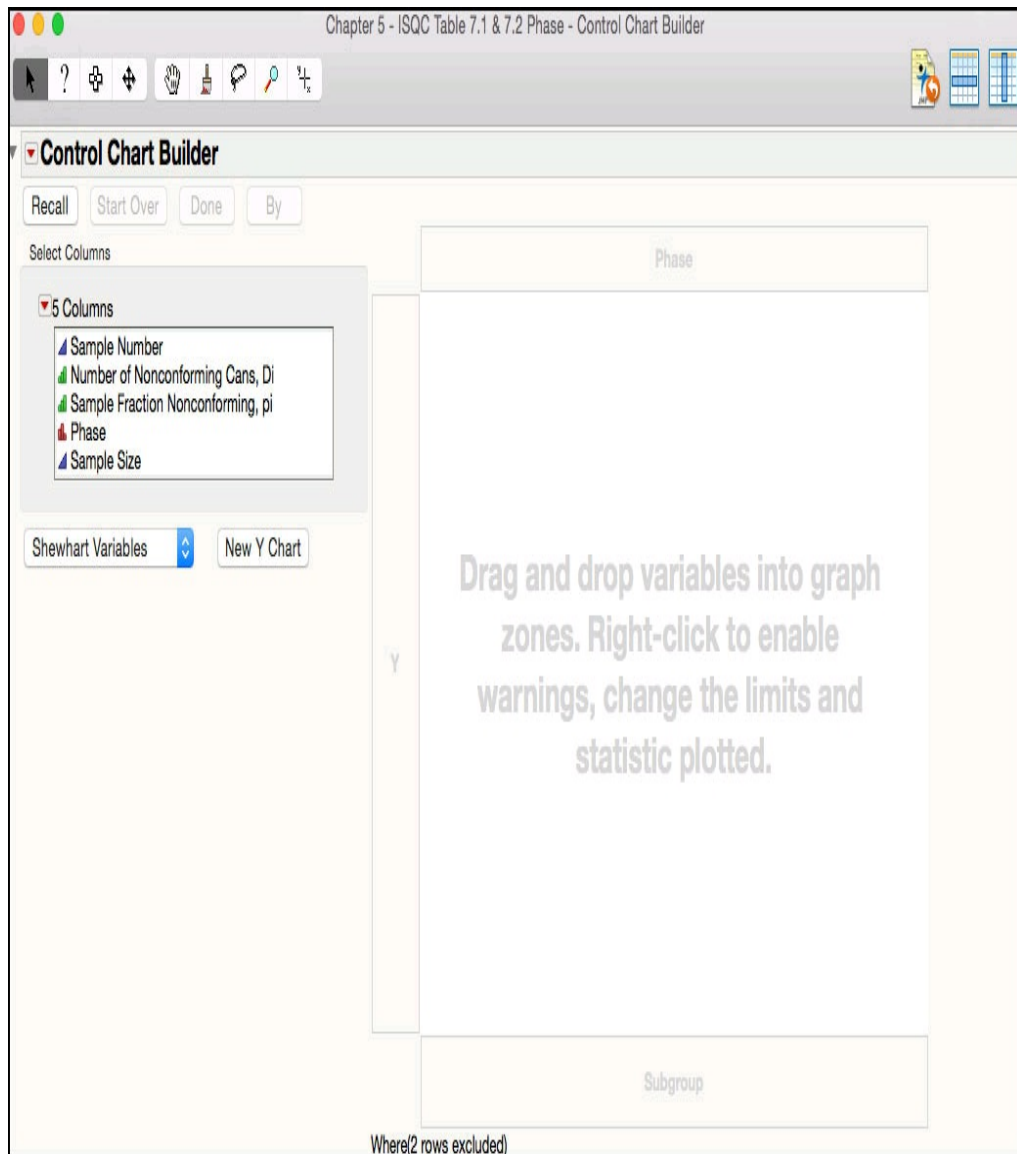 Chapter 5 - ISQC Table 7.1 & 7.2 Phase - Control Chart Builder
Control Chart Builder
Recall Start Over Done By
Select Columns
5 Columns
Sample Number
Number of Nonconforming Cans, Di
Sample Fraction Nonconforming, pi
Phase
Sample Size
Shewhart Variables New Y Chart
Phase
Y
Drag and drop variables into graph
zones. Right-click to enable
warnings, change the limits and
statistic plotted.
Subgroup
Where(2 rows excluded)